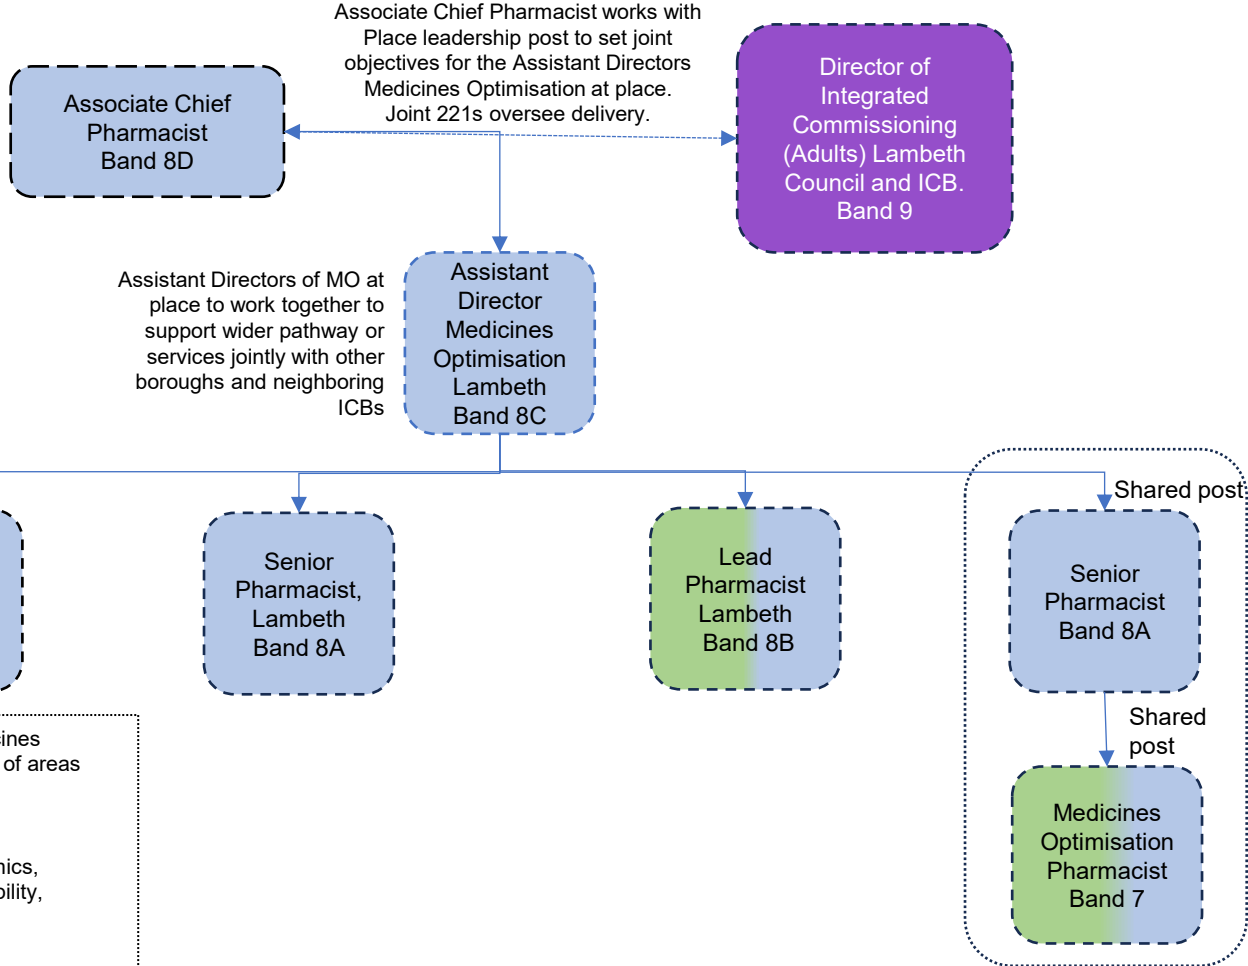 Associate Chief Pharmacist works with
Place leadership post to set joint
objectives for the Assistant Directors
Medicines Optimisation at place.
Joint 221s oversee delivery.
Associate Chief
Pharmacist
Band 8D
Director of
Integrated
Commissioning
(Adults) Lambeth
Council and ICB.
Band 9
Assistant Directors of MO at
place to work together to
support wider pathway or
services jointly with other
boroughs and neighboring
ICBs
Assistant
Director
Medicines
Optimisation
Lambeth
Band 8C
Senior
Pharmacist,
Lambeth
Band 8A
Lead
Pharmacist
Lambeth
Band 8B
Shared post
Senior
Pharmacist
Band 8A
Shared
post
Medicines
Optimisation
Pharmacist
Band 7
of areas